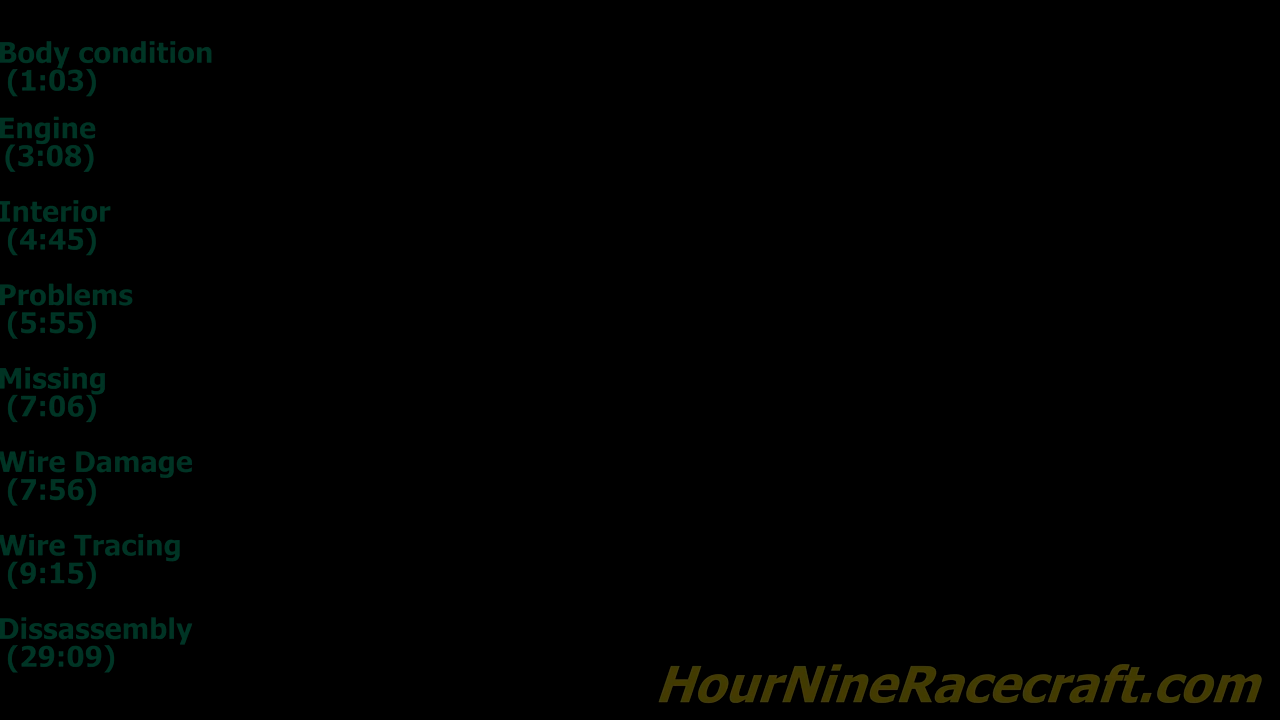 Body condition
(1:03)
Engine
(3:08)
Interior
(4:45)
Problems
(5:55)
Missing
(7:06)
Wire Damage
(7:56)
Wire Tracing
(9:15)
Dissassembly
(29:09)
HourNineRacecraft.com